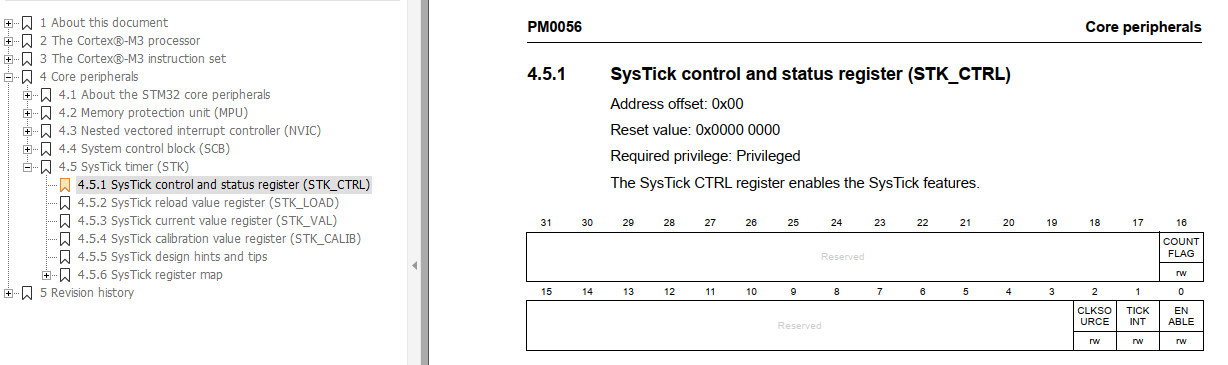 1 About this document
2 The Cortex®-M3 processor
3 The Cortex®-M3 instruction set
4 Core peripherals
4.1 About the STM32 core peripherals
4.2 Memory protection unit (MPU)
4.3 Nested vectored interrupt controller (NVIC)
4.4 System control block (SCB)
4.5 SysTick timer (STK)
4.5.1 SysTick control and status register (STK_CTRL)
4.5.2 SysTick reload value register (STK_LOAD)
4.5.3 SysTick current value register (STK_VAL)
4.5.4 SysTick calibration value register (STK_CALIB)
4.5.5 SysTick design hints and tips
4.5.6 SysTick register map
5 Revision history
PM0056 Core peripherals
4.5.1 SysTick control and status register (STK_CTRL)
Address offset: 0x00
Reset value: 0x0000 0000
Required privilege: Privileged
The SysTick CTRL register enables the SysTick features.
31 30 29 28 27 26 25 24 23 22 21 20 19 18 17 16
Reserved
COUNT
FLAG
rw
15 14 13 12 11 10 9 8 7 6 5 4 3 2 1 0
Reserved
CLKSO TICK EN
URCE INT ABLE
rw rw rw